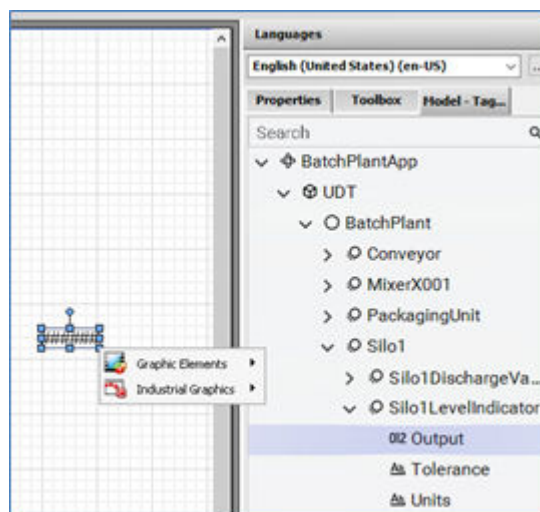 Languages
English (United States) (en-US)
...
Properties Toolbox Model - Tag...
Search
BatchPlantApp
UDT
BatchPlant
Conveyor
MixerX001
PackagingUnit
Silo1
Silo1DischargeVa...
Silo1LevelIndicator
Output
Tolerance
Units
######
Graphic Elements
Industrial Graphics